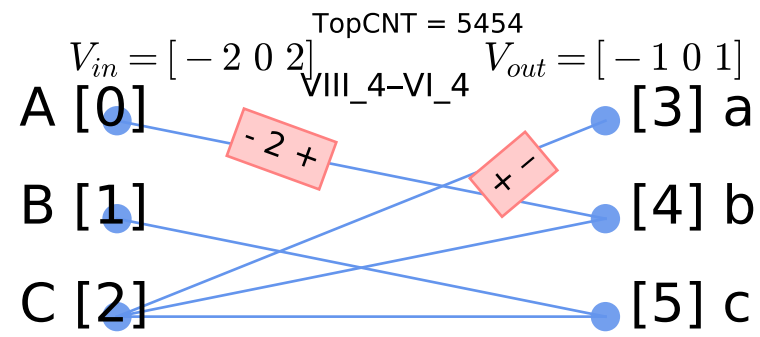 TopCNT = 5454
V_in = [ − 2 0 2]
V_out = [ − 1 0 1]
VIII_4–VI_4
A [0]
[3] a
- 2 +
+ −
B [1]
[4] b
C [2]
[5] c